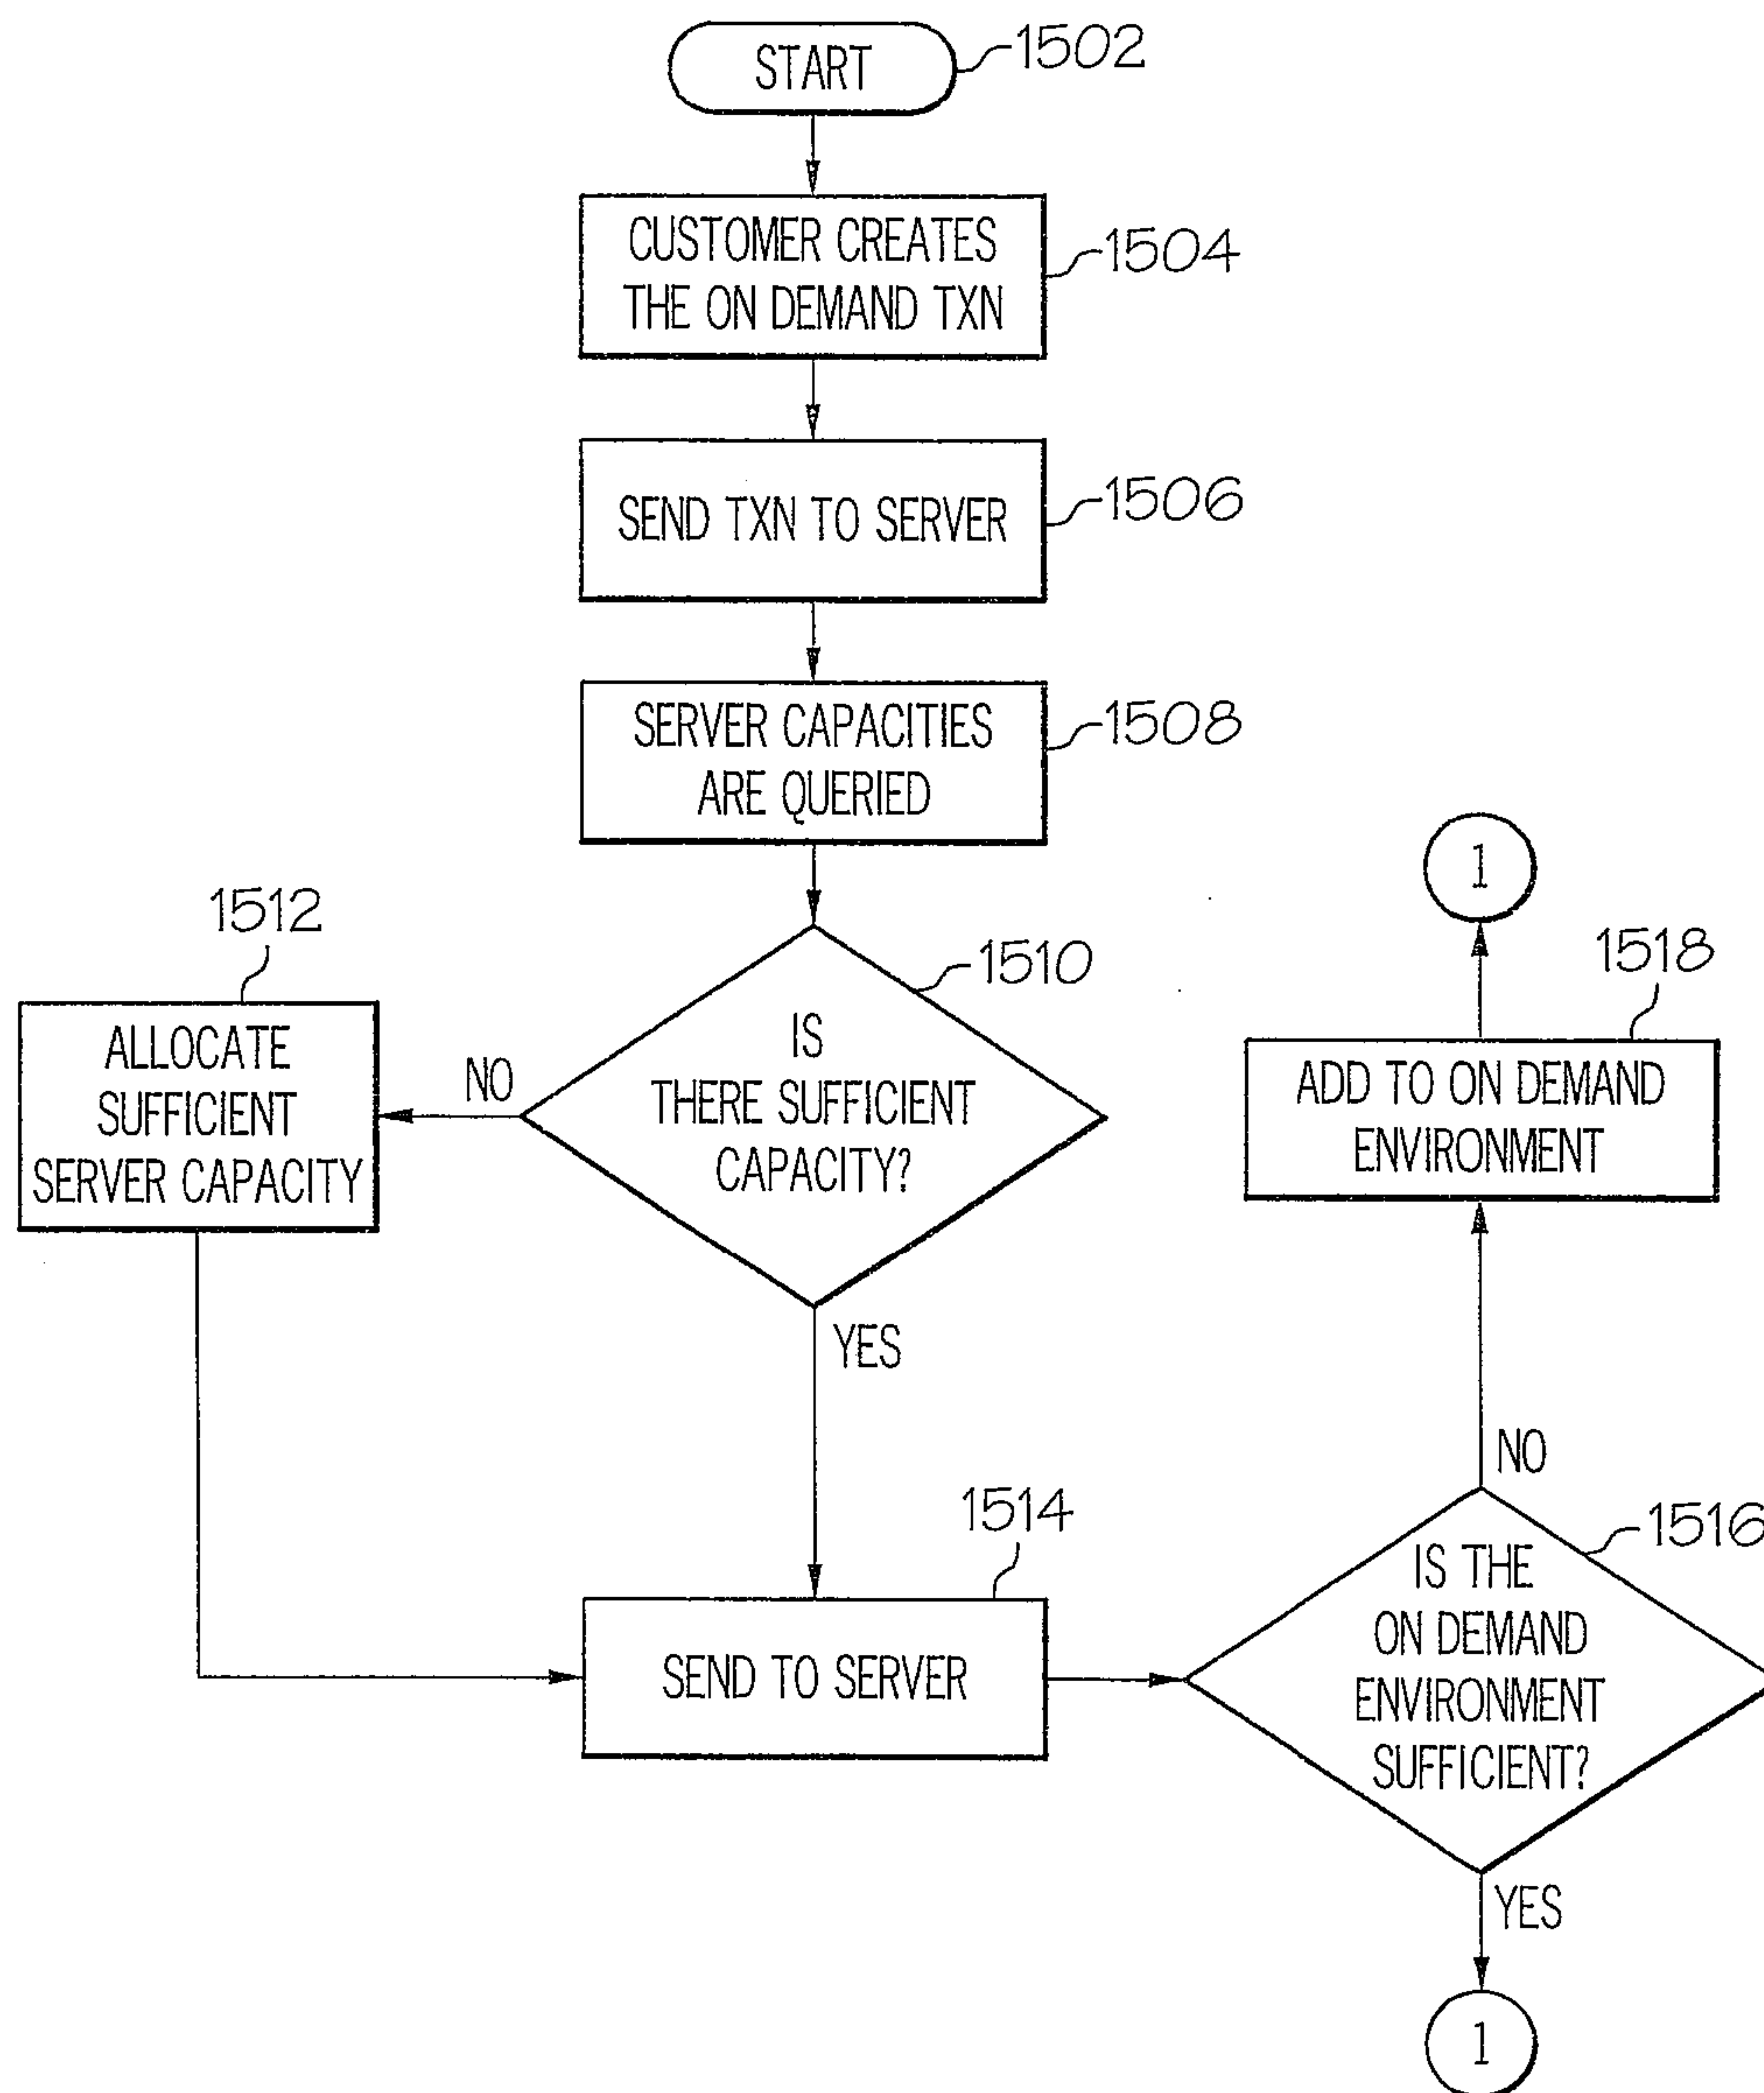 START
1502
CUSTOMER CREATES
THE ON DEMAND TXN
1504
SEND TXN TO SERVER
1506
SERVER CAPACITIES
ARE QUERIED
1508
IS
THERE SUFFICIENT
CAPACITY?
1510
NO
1512
ALLOCATE
SUFFICIENT
SERVER CAPACITY
YES
1514
SEND TO SERVER
IS THE
ON DEMAND
ENVIRONMENT
SUFFICIENT?
1516
NO
1518
ADD TO ON DEMAND
ENVIRONMENT
1
YES
1